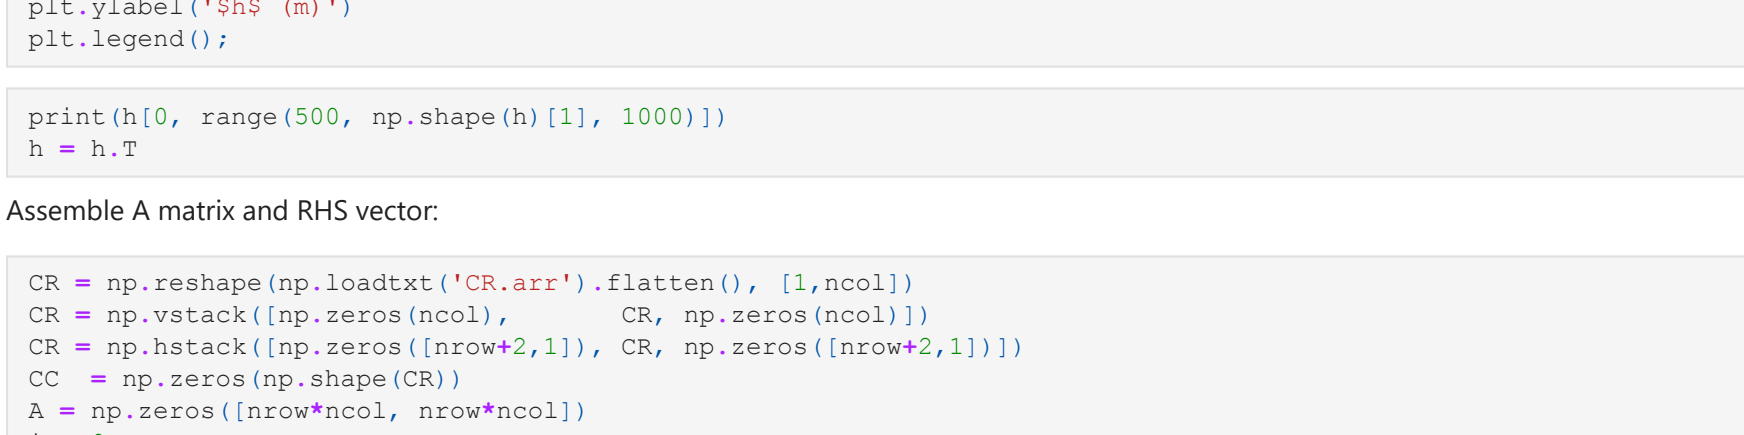 plt.ylabel('$h$ (m)')
plt.legend();
print(h[0, range(500, np.shape(h)[1], 1000)])
h = h.T
Assemble A matrix and RHS vector:
CR = np.reshape(np.loadtxt('CR.arr').flatten(), [1,ncol])
CR = np.vstack([np.zeros(ncol),       CR, np.zeros(ncol)])
CR = np.hstack([np.zeros([nrow+2,1]), CR, np.zeros([nrow+2,1])])
CC  = np.zeros(np.shape(CR))
A = np.zeros([nrow*ncol, nrow*ncol])